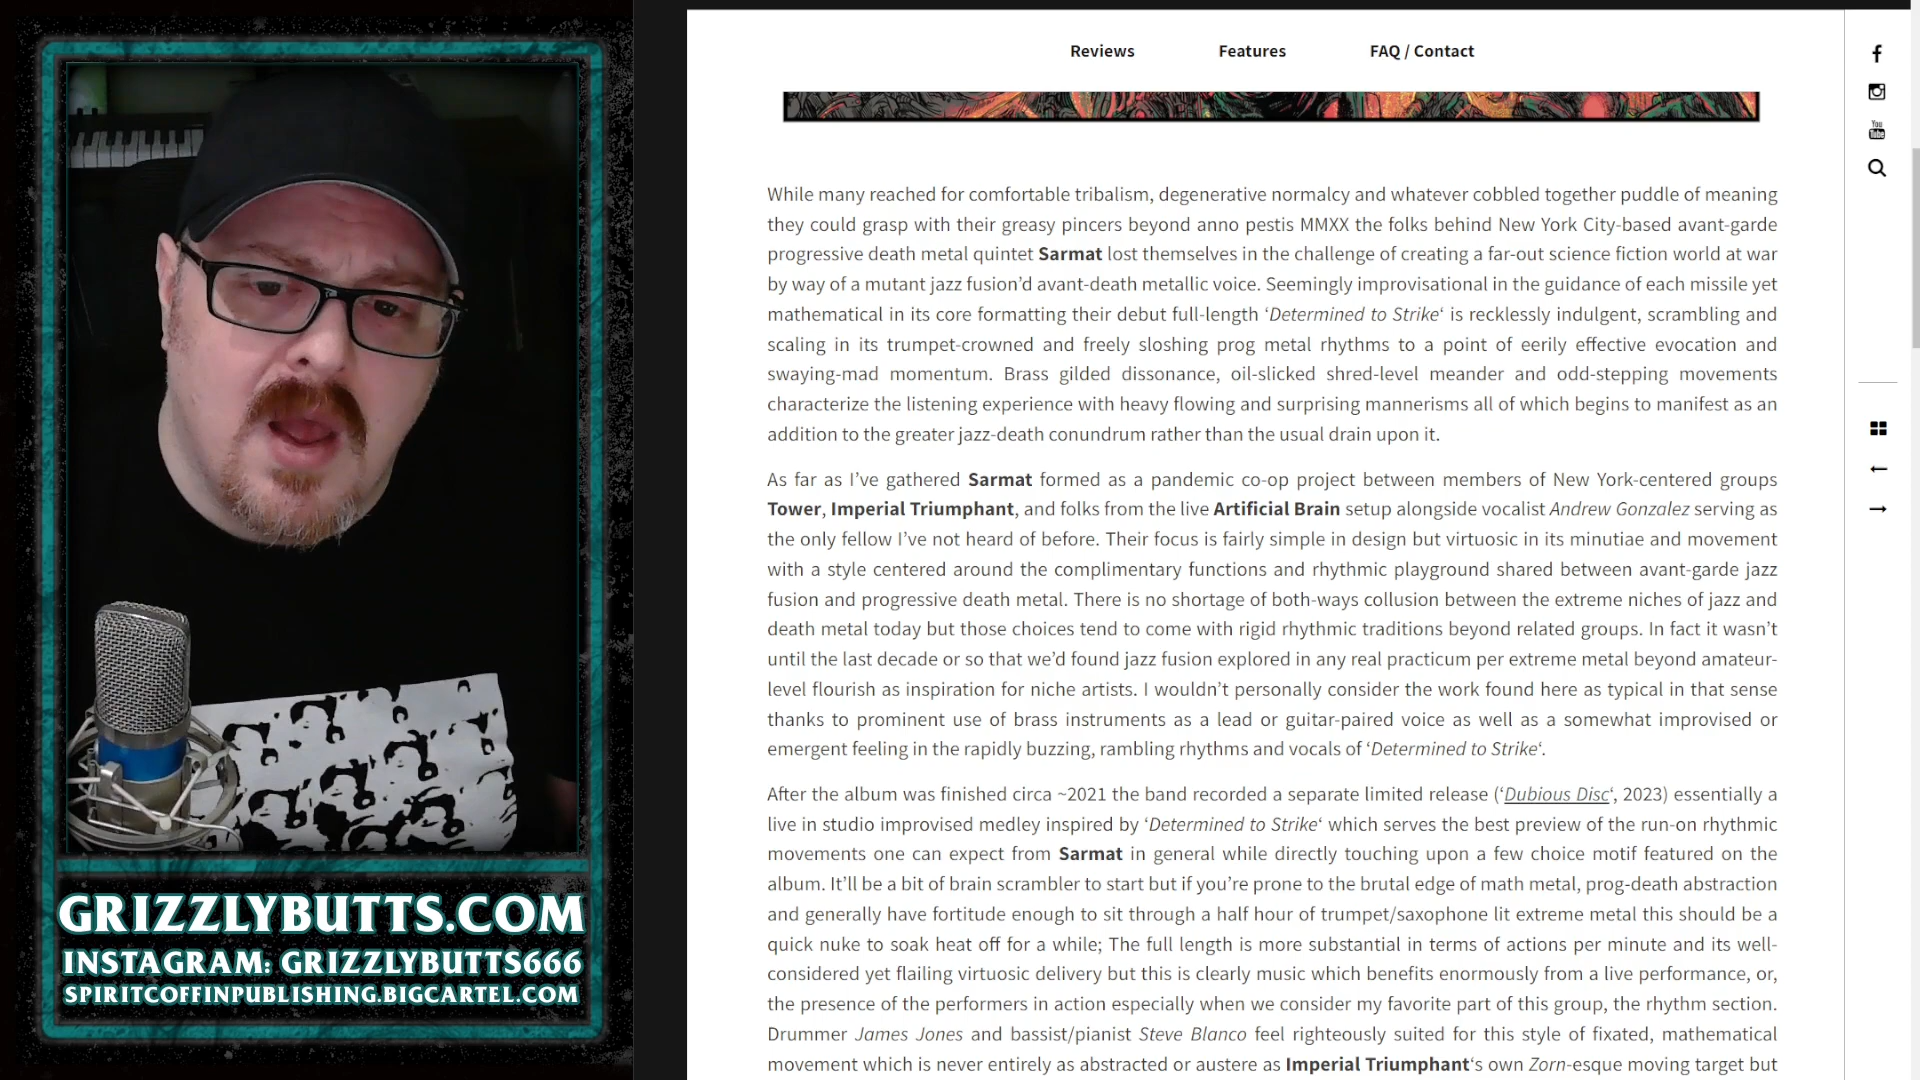 GRIZZLYBUTTS.COM
INSTAGRAM: GRIZZLYBUTTS666
SPIRITCOFFINPUBLISHING.BIGCARTEL.COM
Reviews Features FAQ / Contact
You
Tube
While many reached for comfortable tribalism, degenerative normalcy and whatever cobbled together puddle of meaning
they could grasp with their greasy pincers beyond anno pestis MMXX the folks behind New York City-based avant-garde
progressive death metal quintet Sarmat lost themselves in the challenge of creating a far-out science fiction world at war
by way of a mutant jazz fusion’d avant-death metallic voice. Seemingly improvisational in the guidance of each missile yet
mathematical in its core formatting their debut full-length ‘Determined to Strike‘ is recklessly indulgent, scrambling and
scaling in its trumpet-crowned and freely sloshing prog metal rhythms to a point of eerily effective evocation and
swaying-mad momentum. Brass gilded dissonance, oil-slicked shred-level meander and odd-stepping movements
characterize the listening experience with heavy flowing and surprising mannerisms all of which begins to manifest as an
addition to the greater jazz-death conundrum rather than the usual drain upon it.
As far as I’ve gathered Sarmat formed as a pandemic co-op project between members of New York-centered groups
Tower, Imperial Triumphant, and folks from the live Artificial Brain setup alongside vocalist Andrew Gonzalez serving as
the only fellow I’ve not heard of before. Their focus is fairly simple in design but virtuosic in its minutiae and movement
with a style centered around the complimentary functions and rhythmic playground shared between avant-garde jazz
fusion and progressive death metal. There is no shortage of both-ways collusion between the extreme niches of jazz and
death metal today but those choices tend to come with rigid rhythmic traditions beyond related groups. In fact it wasn’t
until the last decade or so that we’d found jazz fusion explored in any real practicum per extreme metal beyond amateur-
level flourish as inspiration for niche artists. I wouldn’t personally consider the work found here as typical in that sense
thanks to prominent use of brass instruments as a lead or guitar-paired voice as well as a somewhat improvised or
emergent feeling in the rapidly buzzing, rambling rhythms and vocals of ‘Determined to Strike‘.
After the album was finished circa ~2021 the band recorded a separate limited release (‘Dubious Disc‘, 2023) essentially a
live in studio improvised medley inspired by ‘Determined to Strike‘ which serves the best preview of the run-on rhythmic
movements one can expect from Sarmat in general while directly touching upon a few choice motif featured on the
album. It’ll be a bit of brain scrambler to start but if you’re prone to the brutal edge of math metal, prog-death abstraction
and generally have fortitude enough to sit through a half hour of trumpet/saxophone lit extreme metal this should be a
quick nuke to soak heat off for a while; The full length is more substantial in terms of actions per minute and its well-
considered yet flailing virtuosic delivery but this is clearly music which benefits enormously from a live performance, or,
the presence of the performers in action especially when we consider my favorite part of this group, the rhythm section.
Drummer James Jones and bassist/pianist Steve Blanco feel righteously suited for this style of fixated, mathematical
movement which is never entirely as abstracted or austere as Imperial Triumphant‘s own Zorn-esque moving target but